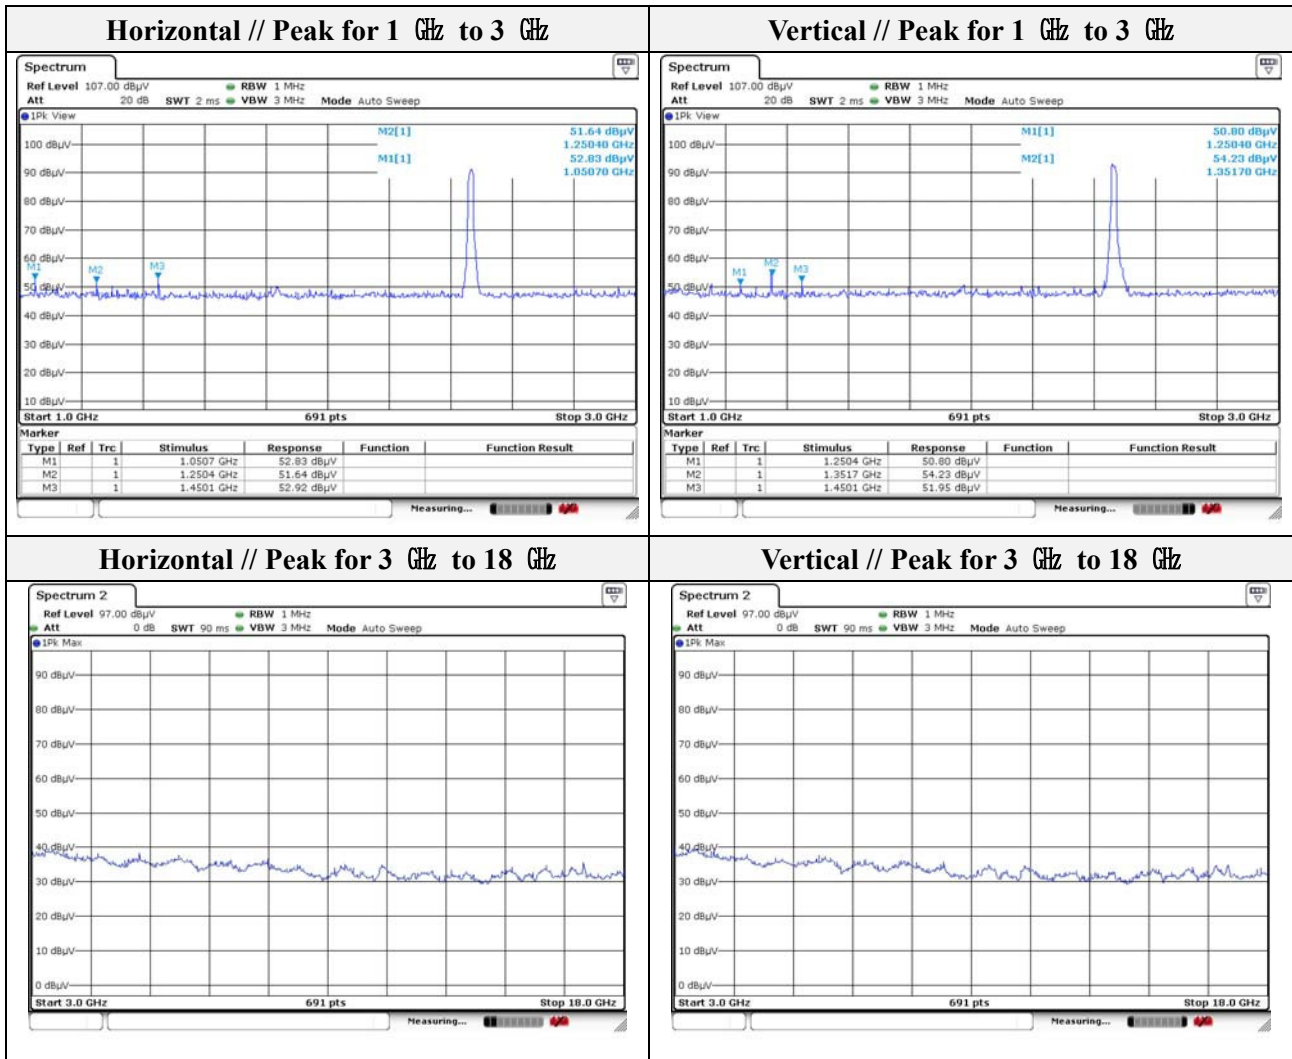 Horizontal // Peak for 1 ㎓ to 3 ㎓
Spectrum
Ref Level 107.00 dBµV RBW 1 MHz
Att 20 dB SWT 2 ms VBW 3 MHz Mode Auto Sweep
1Pk View
M2[1] 51.64 dBµV
1.25040 GHz
M1[1] 52.83 dBµV
1.05070 GHz
100 dBµV
90 dBµV
80 dBµV
70 dBµV
60 dBµV
M1 M2 M3
50 dBµV
40 dBµV
30 dBµV
20 dBµV
10 dBµV
Start 1.0 GHz 691 pts Stop 3.0 GHz
Marker
Type Ref Trc Stimulus Response Function Function Result
M1 1 1.0507 GHz 52.83 dBµV
M2 1 1.2504 GHz 51.64 dBµV
M3 1 1.4501 GHz 52.92 dBµV
Measuring...
Vertical // Peak for 1 ㎓ to 3 ㎓
Spectrum
Ref Level 107.00 dBµV RBW 1 MHz
Att 20 dB SWT 2 ms VBW 3 MHz Mode Auto Sweep
1Pk View
M1[1] 50.80 dBµV
1.25040 GHz
M2[1] 54.23 dBµV
1.35170 GHz
100 dBµV
90 dBµV
80 dBµV
70 dBµV
60 dBµV
M1 M2 M3
50 dBµV
40 dBµV
30 dBµV
20 dBµV
10 dBµV
Start 1.0 GHz 691 pts Stop 3.0 GHz
Marker
Type Ref Trc Stimulus Response Function Function Result
M1 1 1.2504 GHz 50.80 dBµV
M2 1 1.3517 GHz 54.23 dBµV
M3 1 1.4501 GHz 51.95 dBµV
Measuring...
Horizontal // Peak for 3 ㎓ to 18 ㎓
Spectrum 2
Ref Level 97.00 dBµV RBW 1 MHz
Att 0 dB SWT 90 ms VBW 3 MHz Mode Auto Sweep
1Pk Max
90 dBµV
80 dBµV
70 dBµV
60 dBµV
50 dBµV
40 dBµV
30 dBµV
20 dBµV
10 dBµV
0 dBµV
Start 3.0 GHz 691 pts Stop 18.0 GHz
Measuring...
Vertical // Peak for 3 ㎓ to 18 ㎓
Spectrum 2
Ref Level 97.00 dBµV RBW 1 MHz
Att 0 dB SWT 90 ms VBW 3 MHz Mode Auto Sweep
1Pk Max
90 dBµV
80 dBµV
70 dBµV
60 dBµV
50 dBµV
40 dBµV
30 dBµV
20 dBµV
10 dBµV
0 dBµV
Start 3.0 GHz 691 pts Stop 18.0 GHz
Measuring...